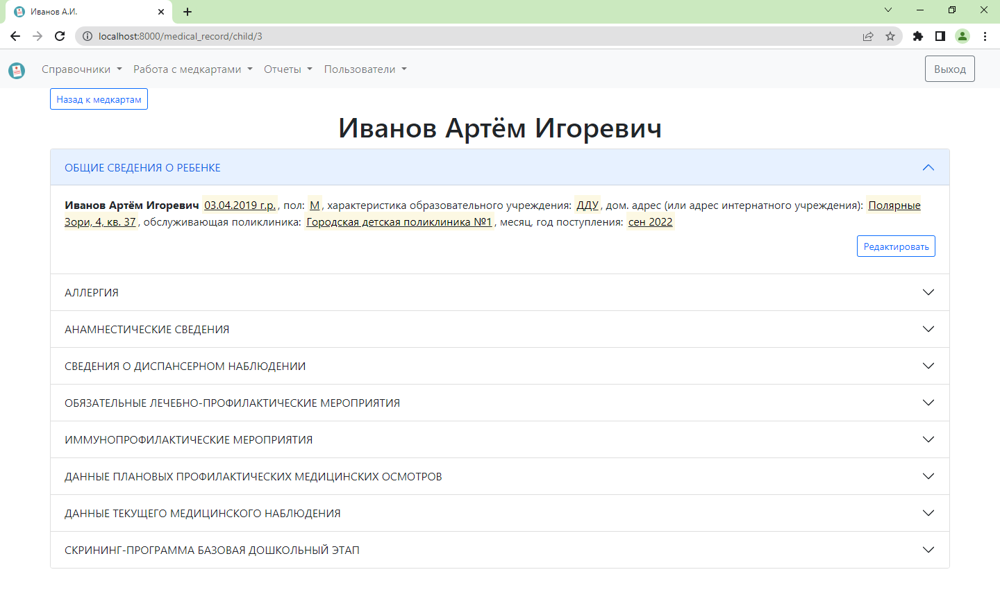 Иванов А.И.
localhost:8000/medical_record/child/3
Справочники Работа с медкартами Отчеты Пользователи Выход
Назад к медкартам
Иванов Артём Игоревич
ОБЩИЕ СВЕДЕНИЯ О РЕБЕНКЕ
Иванов Артём Игоревич 03.04.2019 г.р., пол: М, характеристика образовательного учреждения: ДДУ, дом. адрес (или адрес интернатного учреждения): Полярные
Зори, 4, кв. 37, обслуживающая поликлиника: Городская детская поликлиника №1, месяц, год поступления: сен 2022
Редактировать
АЛЛЕРГИЯ
АНАМНЕСТИЧЕСКИЕ СВЕДЕНИЯ
СВЕДЕНИЯ О ДИСПАНСЕРНОМ НАБЛЮДЕНИИ
ОБЯЗАТЕЛЬНЫЕ ЛЕЧЕБНО-ПРОФИЛАКТИЧЕСКИЕ МЕРОПРИЯТИЯ
ИММУНОПРОФИЛАКТИЧЕСКИЕ МЕРОПРИЯТИЯ
ДАННЫЕ ПЛАНОВЫХ ПРОФИЛАКТИЧЕСКИХ МЕДИЦИНСКИХ ОСМОТРОВ
ДАННЫЕ ТЕКУЩЕГО МЕДИЦИНСКОГО НАБЛЮДЕНИЯ
СКРИНИНГ-ПРОГРАММА БАЗОВАЯ ДОШКОЛЬНЫЙ ЭТАП